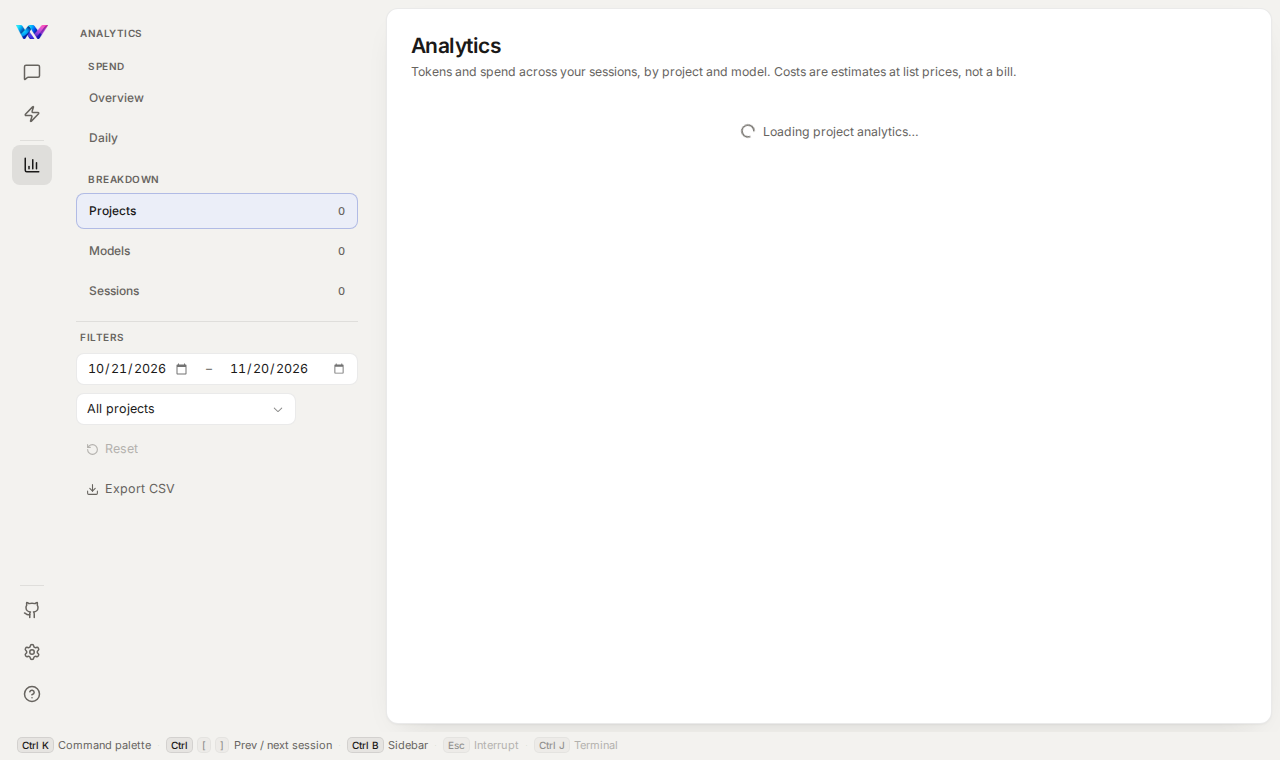 ANALYTICS
SPEND
Overview
Daily
BREAKDOWN
Projects 0
Models 0
Sessions 0
FILTERS
10/21/2026 – 11/20/2026
All projects
Reset
Export CSV
Analytics
Tokens and spend across your sessions, by project and model. Costs are estimates at list prices, not a bill.
Loading project analytics...
Ctrl K Command palette Ctrl [ ] Prev / next session Ctrl B Sidebar Esc Interrupt Ctrl J Terminal